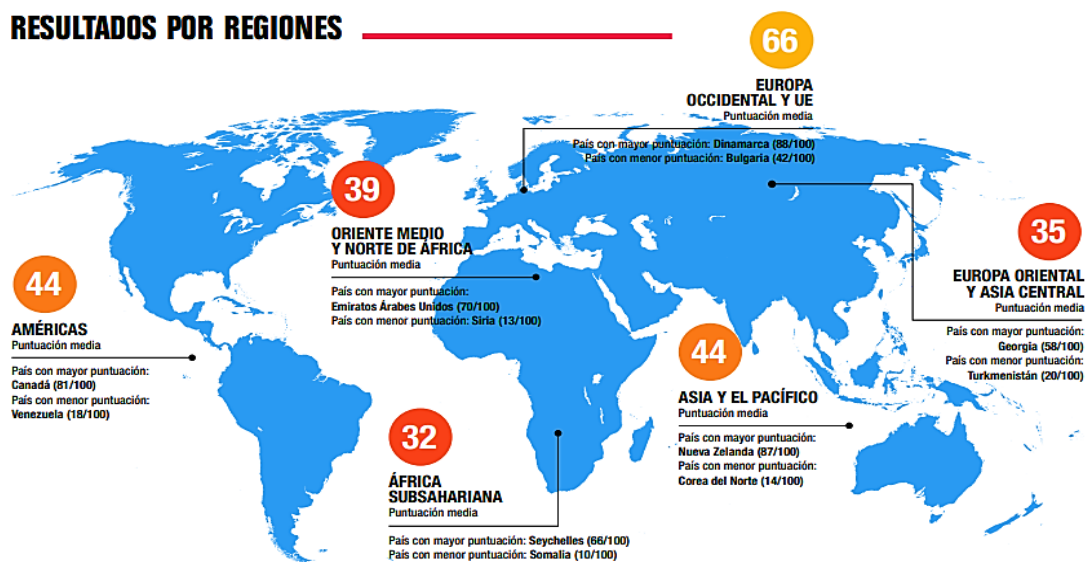 RESULTADOS POR REGIONES
66
EUROPA
OCCIDENTAL Y UE
Puntuación media
País con mayor puntuación: Dinamarca (88/100)
País con menor puntuación: Bulgaria (42/100)
39
ORIENTE MEDIO
Y NORTE DE ÁFRICA
Puntuación media
País con mayor puntuación:
Emiratos Árabes Unidos (70/100)
País con menor puntuación: Siria (13/100)
35
EUROPA ORIENTAL
Y ASIA CENTRAL
Puntuación media
País con mayor puntuación:
Georgia (58/100)
País con menor puntuación:
Turkmenistán (20/100)
44
AMÉRICAS
Puntuación media
País con mayor puntuación:
Canadá (81/100)
País con menor puntuación:
Venezuela (18/100)
44
ASIA Y EL PACÍFICO
Puntuación media
País con mayor puntuación:
Nueva Zelanda (87/100)
País con menor puntuación:
Corea del Norte (14/100)
32
ÁFRICA
SUBSAHARIANA
Puntuación media
País con mayor puntuación: Seychelles (66/100)
País con menor puntuación: Somalia (10/100)